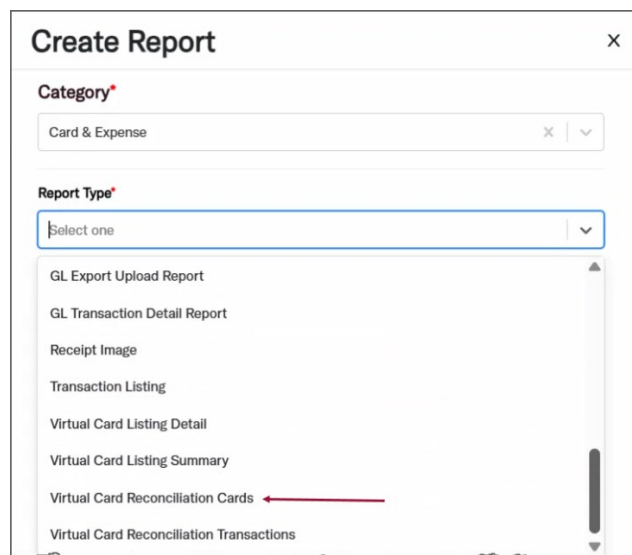 Create Report
Category*
Card & Expense
Report Type*
Select one
GL Export Upload Report
GL Transaction Detail Report
Receipt Image
Transaction Listing
Virtual Card Listing Detail
Virtual Card Listing Summary
Virtual Card Reconciliation Cards
Virtual Card Reconciliation Transactions